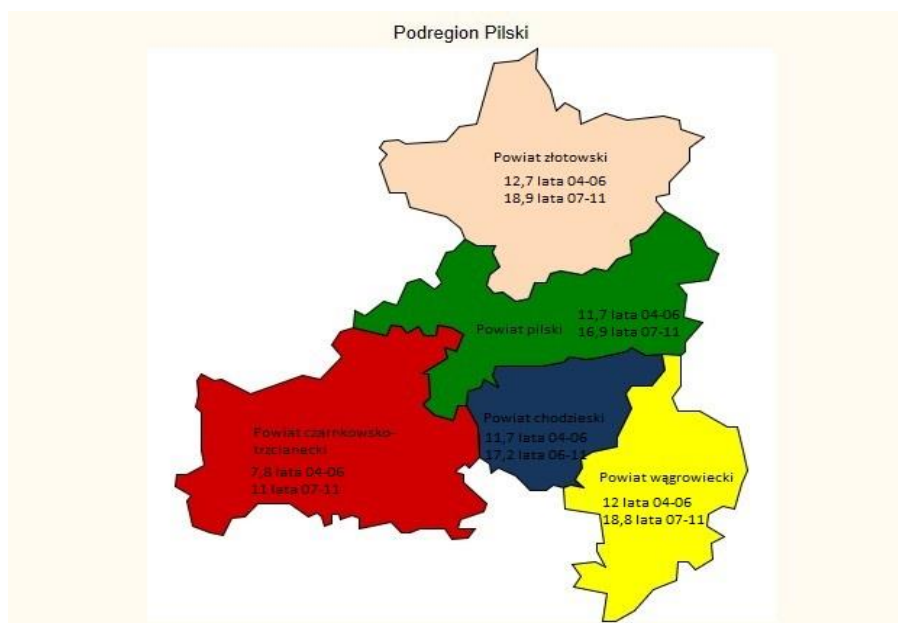 Podregion Pilski
Powiat złotowski
12,7 lata 04-06
18,9 lata 07-11
Powiat pilski
11,7 lata 04-06
16,9 lata 07-11
Powiat czarnkowsko-
trzcianecki
7,8 lata 04-06
11 lata 07-11
Powiat chodzieski
11,7 lata 04-06
17,2 lata 06-11
Powiat wągrowiecki
12 lata 04-06
18,8 lata 07-11